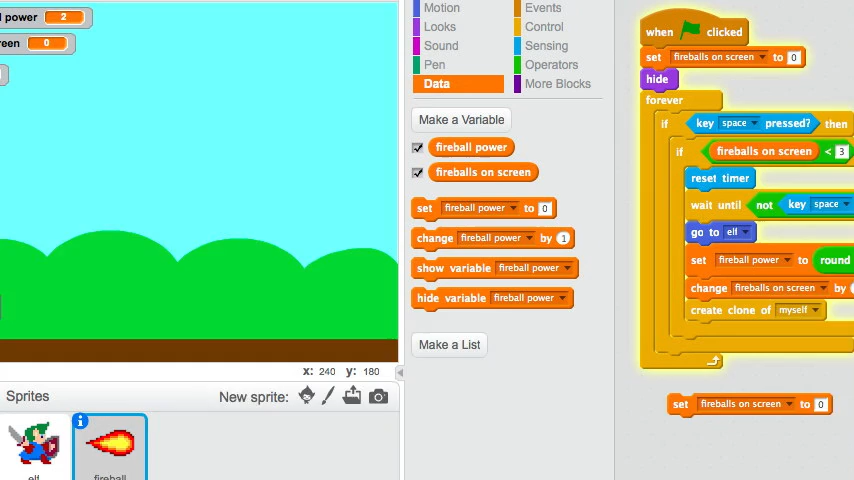 power 2
0
Motion Events
Looks Control
Sound Sensing
Pen Operators
Data More Blocks
Make a Variable
fireball power
fireballs on screen
set fireball power to 0
change fireball power by 1
show variable fireball power
hide variable fireball power
Make a List
x: 240 y: 180
Sprites New sprite:
elf fireball
when clicked
set fireballs on screen to 0
hide
forever
if key space pressed? then
if fireballs on screen < 3
reset timer
wait until not key space
go to elf
set fireball power to round
change fireballs on screen by
create clone of myself
set fireballs on screen to 0